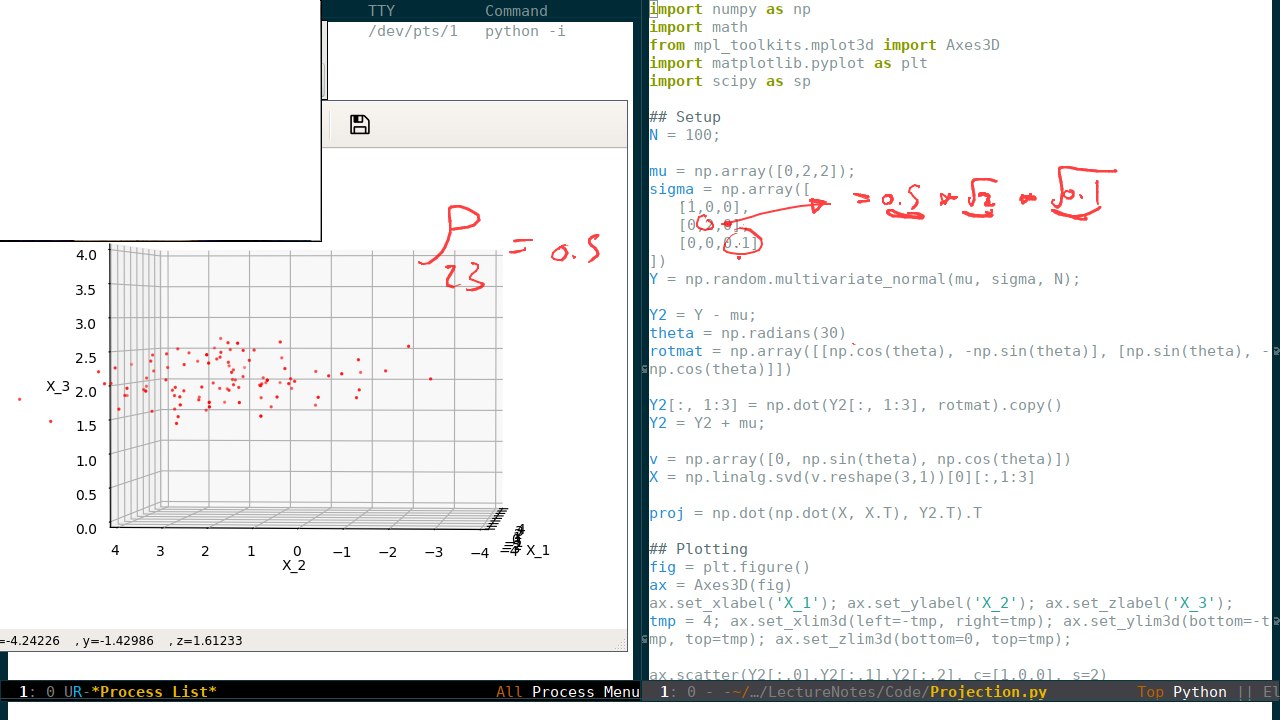 TTY Command
/dev/pts/1 python -i
ρ
23 = 0.5
4.0
3.5
3.0
2.5
X_3 2.0
1.5
1.0
0.5
0.0
4 3 2 1 0 −1 −2 −3 −4 −4 X_1
X_2
=-4.24226 , y=-1.42986 , z=1.61233
1: 0 UR-*Process List* All Process Menu
import numpy as np
import math
from mpl_toolkits.mplot3d import Axes3D
import matplotlib.pyplot as plt
import scipy as sp
## Setup
N = 100;
mu = np.array([0,2,2]);
sigma = np.array([
= 0.5 * √2 * √0.1
[1,0,0],
[0,2,0],
[0,0,0.1]
])
Y = np.random.multivariate_normal(mu, sigma, N);
Y2 = Y - mu;
theta = np.radians(30)
rotmat = np.array([[np.cos(theta), -np.sin(theta)], [np.sin(theta), -
np.cos(theta)]])
Y2[:, 1:3] = np.dot(Y2[:, 1:3], rotmat).copy()
Y2 = Y2 + mu;
v = np.array([0, np.sin(theta), np.cos(theta)])
X = np.linalg.svd(v.reshape(3,1))[0][:,1:3]
proj = np.dot(np.dot(X, X.T), Y2.T).T
## Plotting
fig = plt.figure()
ax = Axes3D(fig)
ax.set_xlabel('X_1'); ax.set_ylabel('X_2'); ax.set_zlabel('X_3');
tmp = 4; ax.set_xlim3d(left=-tmp, right=tmp); ax.set_ylim3d(bottom=-t
mp, top=tmp); ax.set_zlim3d(bottom=0, top=tmp);
ax.scatter(Y2[:,0],Y2[:,1],Y2[:,2], c=[1,0,0], s=2)
1: 0 - -~/…/LectureNotes/Code/Projection.py Top Python || El